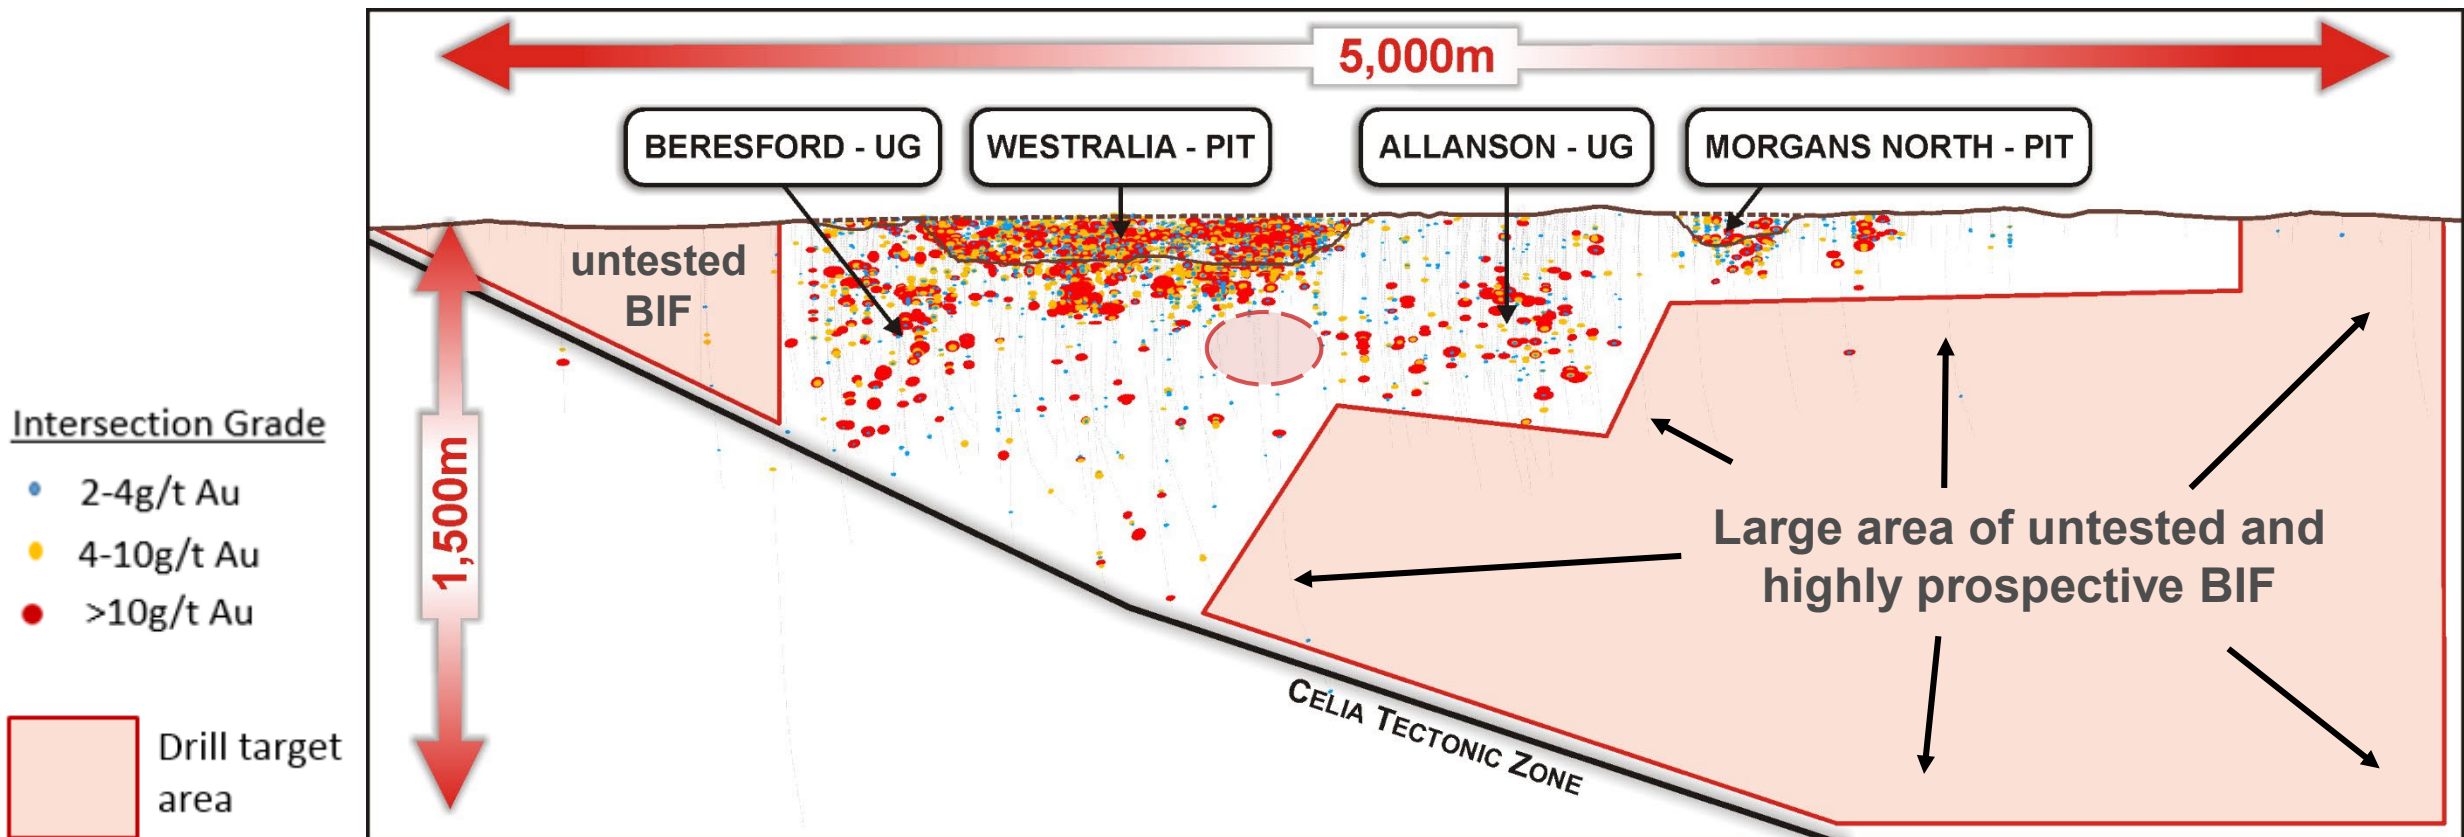 5,000m
BERESFORD - UG
WESTRALIA - PIT
ALLANSON - UG
MORGANS NORTH - PIT
untested
BIF
1,500m
Intersection Grade
2-4g/t Au
4-10g/t Au
>10g/t Au
Drill target
area
Large area of untested and
highly prospective BIF
CELIA TECTONIC ZONE